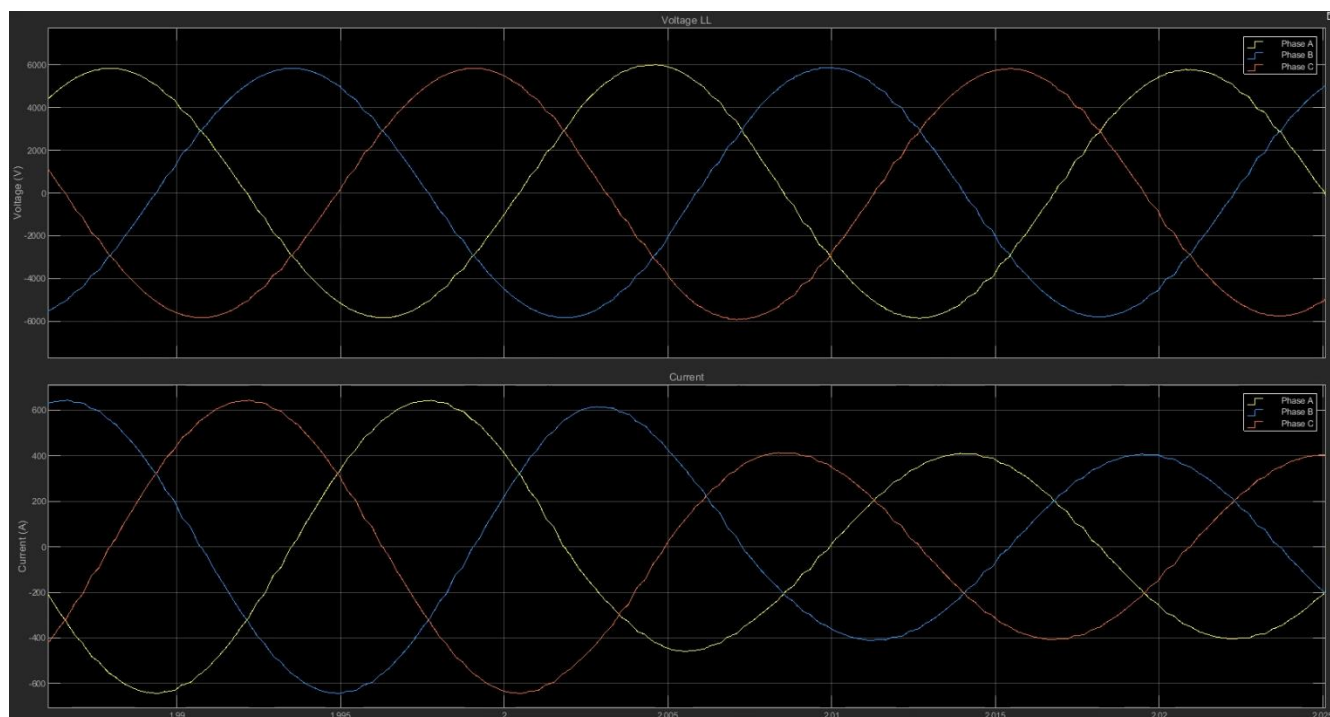 Voltage LL
Phase A
Phase B
Phase C
6000
4000
2000
0
-2000
-4000
-6000
Voltage (V)
Current
Phase A
Phase B
Phase C
600
400
200
0
-200
-400
-600
Current (A)
1.99
1.995
2
2.005
2.01
2.015
2.02